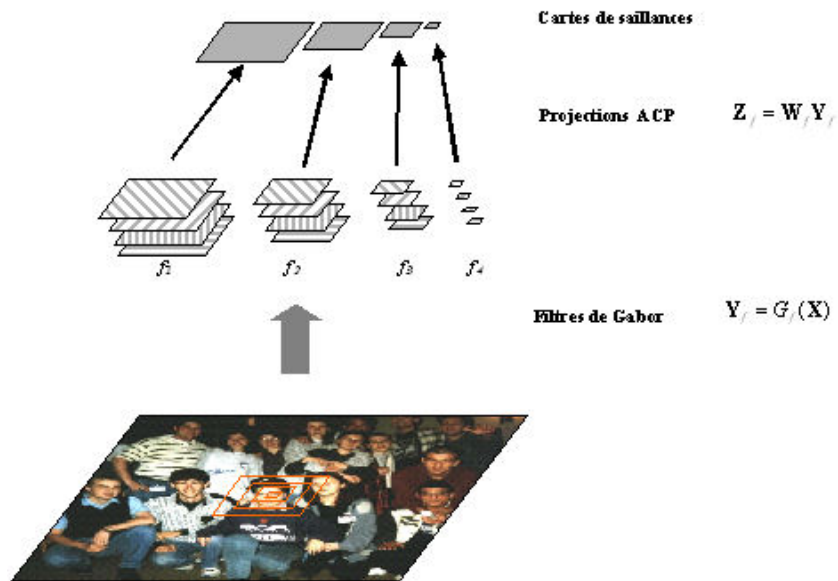 Cartes de saillances
Projections ACP Z_f = W_f Y_f
f₁ f₂ f₃ f₄
Filtres de Gabor Y_f = G_f(X)